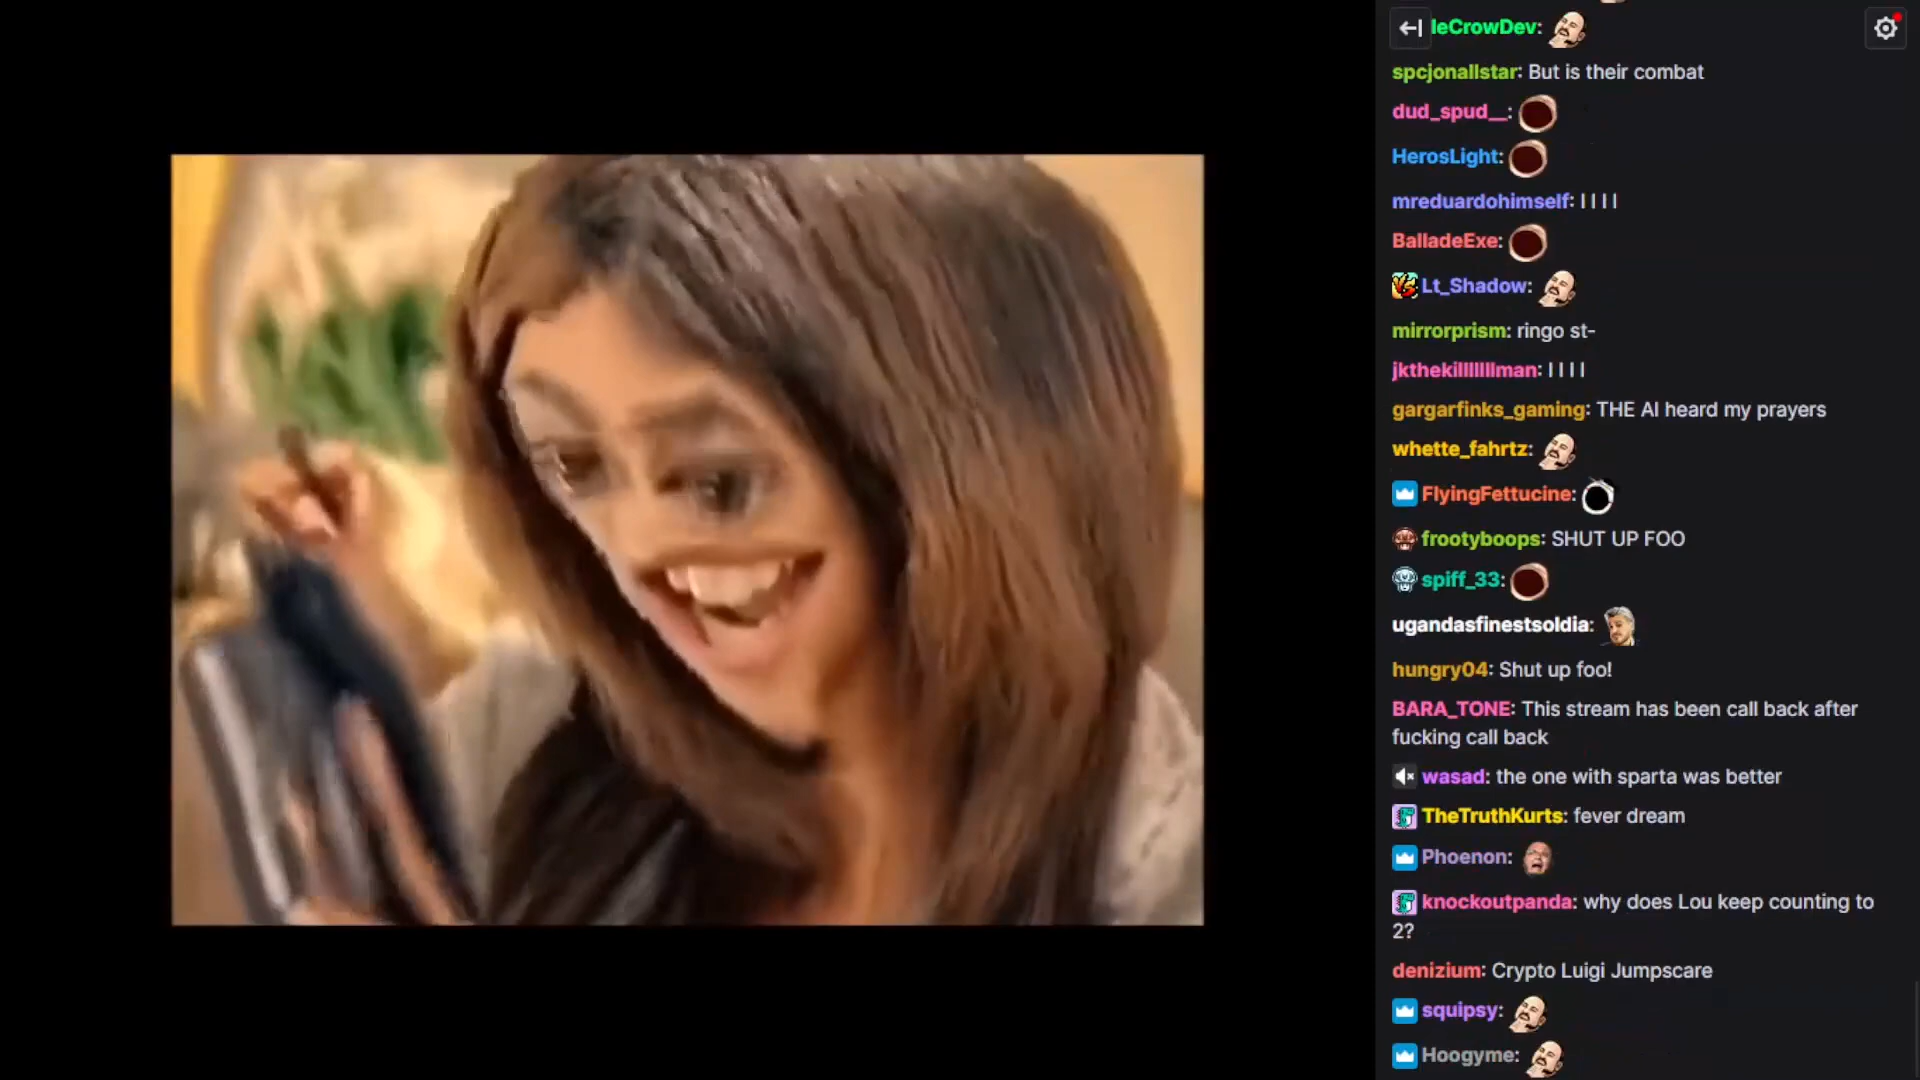 leCrowDev:
spcjonallstar: But is their combat
dud_spud__:
HerosLight:
mreduardohimself: I I I I
BalladeExe:
Lt_Shadow:
mirrorprism: ringo st-
jkthekillllllllman: I I I I
gargarfinks_gaming: THE AI heard my prayers
whette_fahrtz:
FlyingFettucine:
frootyboops: SHUT UP FOO
spiff_33:
ugandasfinestsoldia:
hungry04: Shut up foo!
BARA_TONE: This stream has been call back after
fucking call back
wasad: the one with sparta was better
TheTruthKurts: fever dream
Phoenon:
knockoutpanda: why does Lou keep counting to
2?
denizium: Crypto Luigi Jumpscare
squipsy:
Hoogyme: